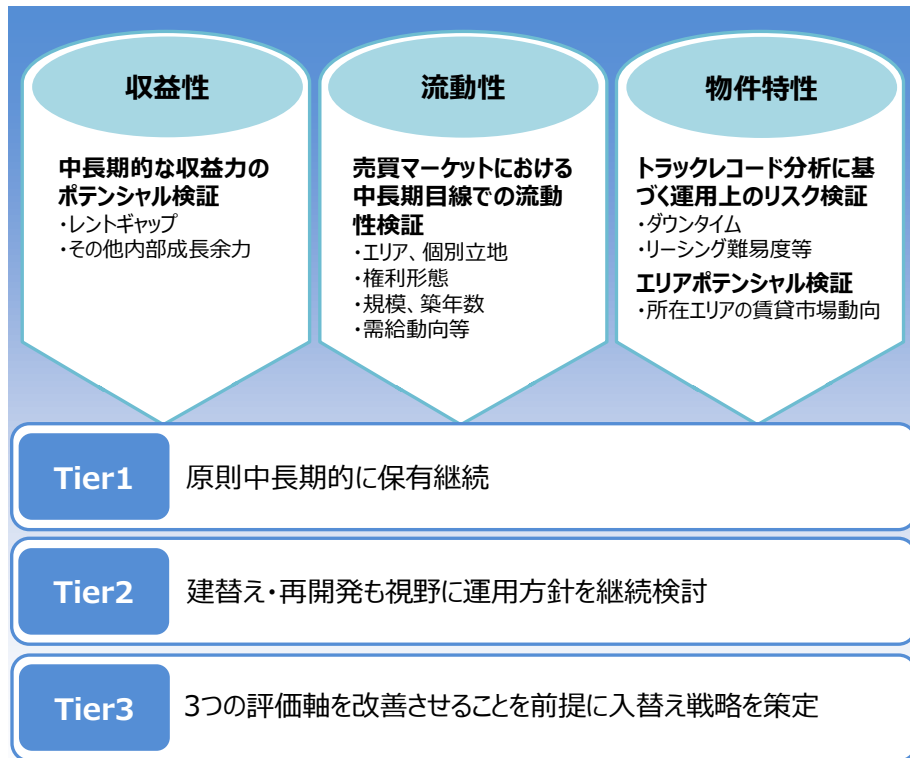 収益性
中長期的な収益力の
ポテンシャル検証
・レントギャップ
・その他内部成長余力
流動性
売買マーケットにおける
中長期目線での流動
性検証
・エリア、個別立地
・権利形態
・規模、築年数
・需給動向等
物件特性
トラックレコード分析に基
づく運用上のリスク検証
・ダウンタイム
・リーシング難易度等
エリアポテンシャル検証
・所在エリアの賃貸市場動向
Tier1
原則中長期的に保有継続
Tier2
建替え・再開発も視野に運用方針を継続検討
Tier3
3つの評価軸を改善させることを前提に入替え戦略を策定